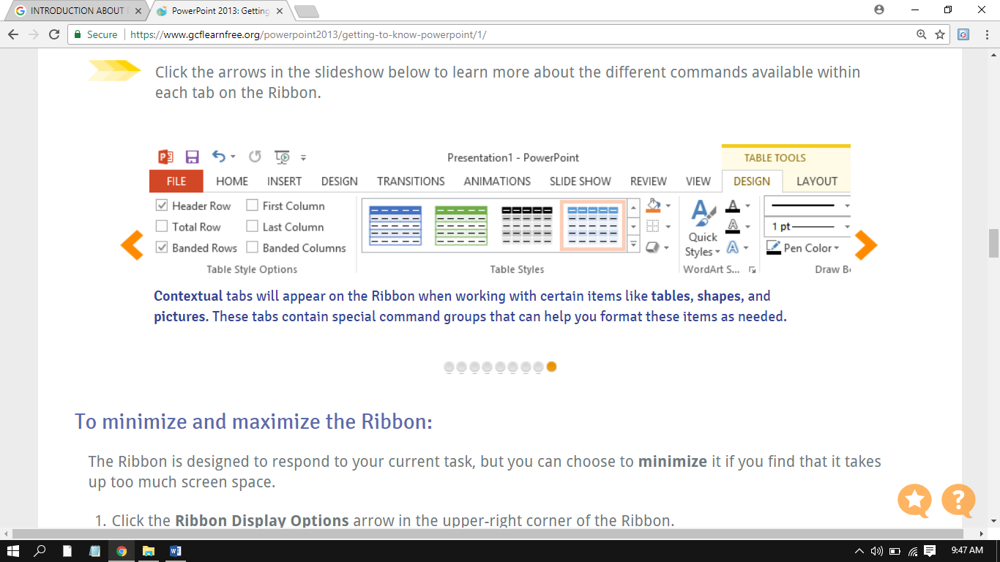 INTRODUCTION ABOUT
PowerPoint 2013: Getting
Secure
https://www.gcflearnfree.org/powerpoint2013/getting-to-know-powerpoint/1/
Click the arrows in the slideshow below to learn more about the different commands available within
each tab on the Ribbon.
Presentation1 - PowerPoint
TABLE TOOLS
FILE HOME INSERT DESIGN TRANSITIONS ANIMATIONS SLIDE SHOW REVIEW VIEW DESIGN LAYOUT
Header Row First Column
Total Row Last Column
Banded Rows Banded Columns
Table Style Options
Table Styles
Quick
Styles
WordArt S...
1 pt
Pen Color
Draw
Contextual tabs will appear on the Ribbon when working with certain items like tables, shapes, and
pictures. These tabs contain special command groups that can help you format these items as needed.
To minimize and maximize the Ribbon:
The Ribbon is designed to respond to your current task, but you can choose to minimize it if you find that it takes
up too much screen space.
1. Click the Ribbon Display Options arrow in the upper-right corner of the Ribbon.
9:47 AM